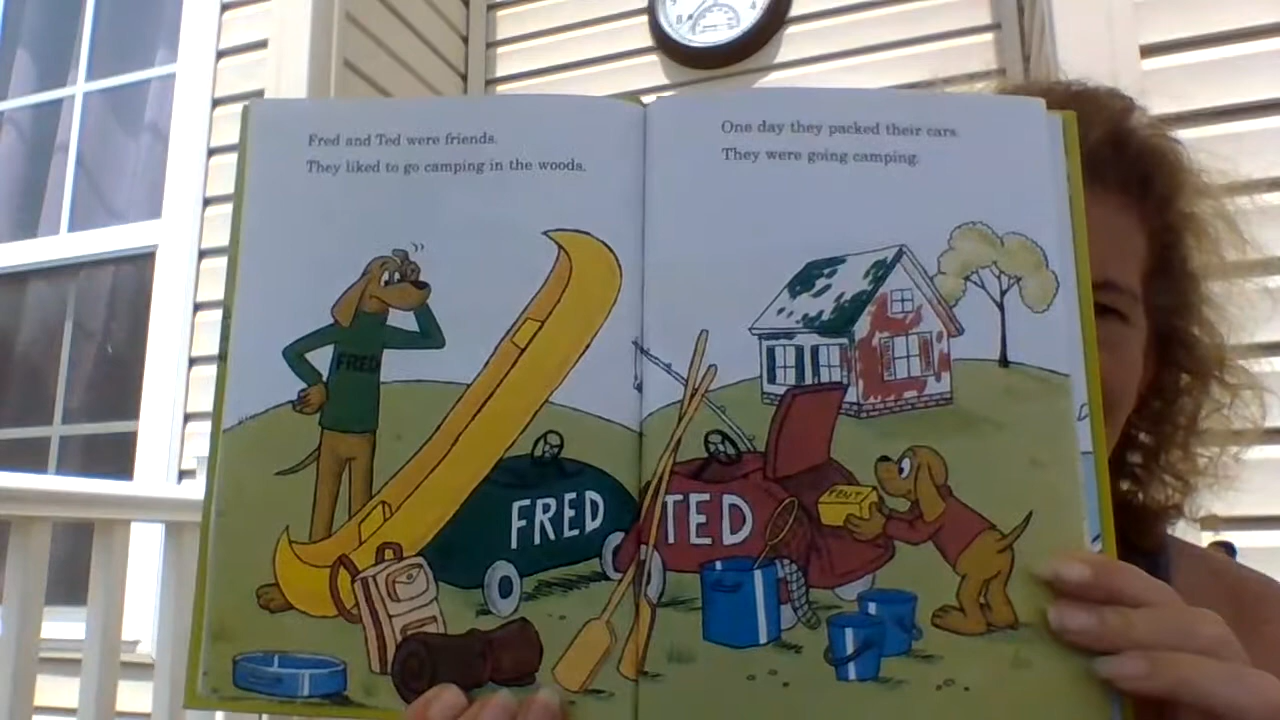 Fred and Ted were friends.
They liked to go camping in the woods.
One day they packed their cars.
They were going camping.
FRED
FRED
TED
TENT